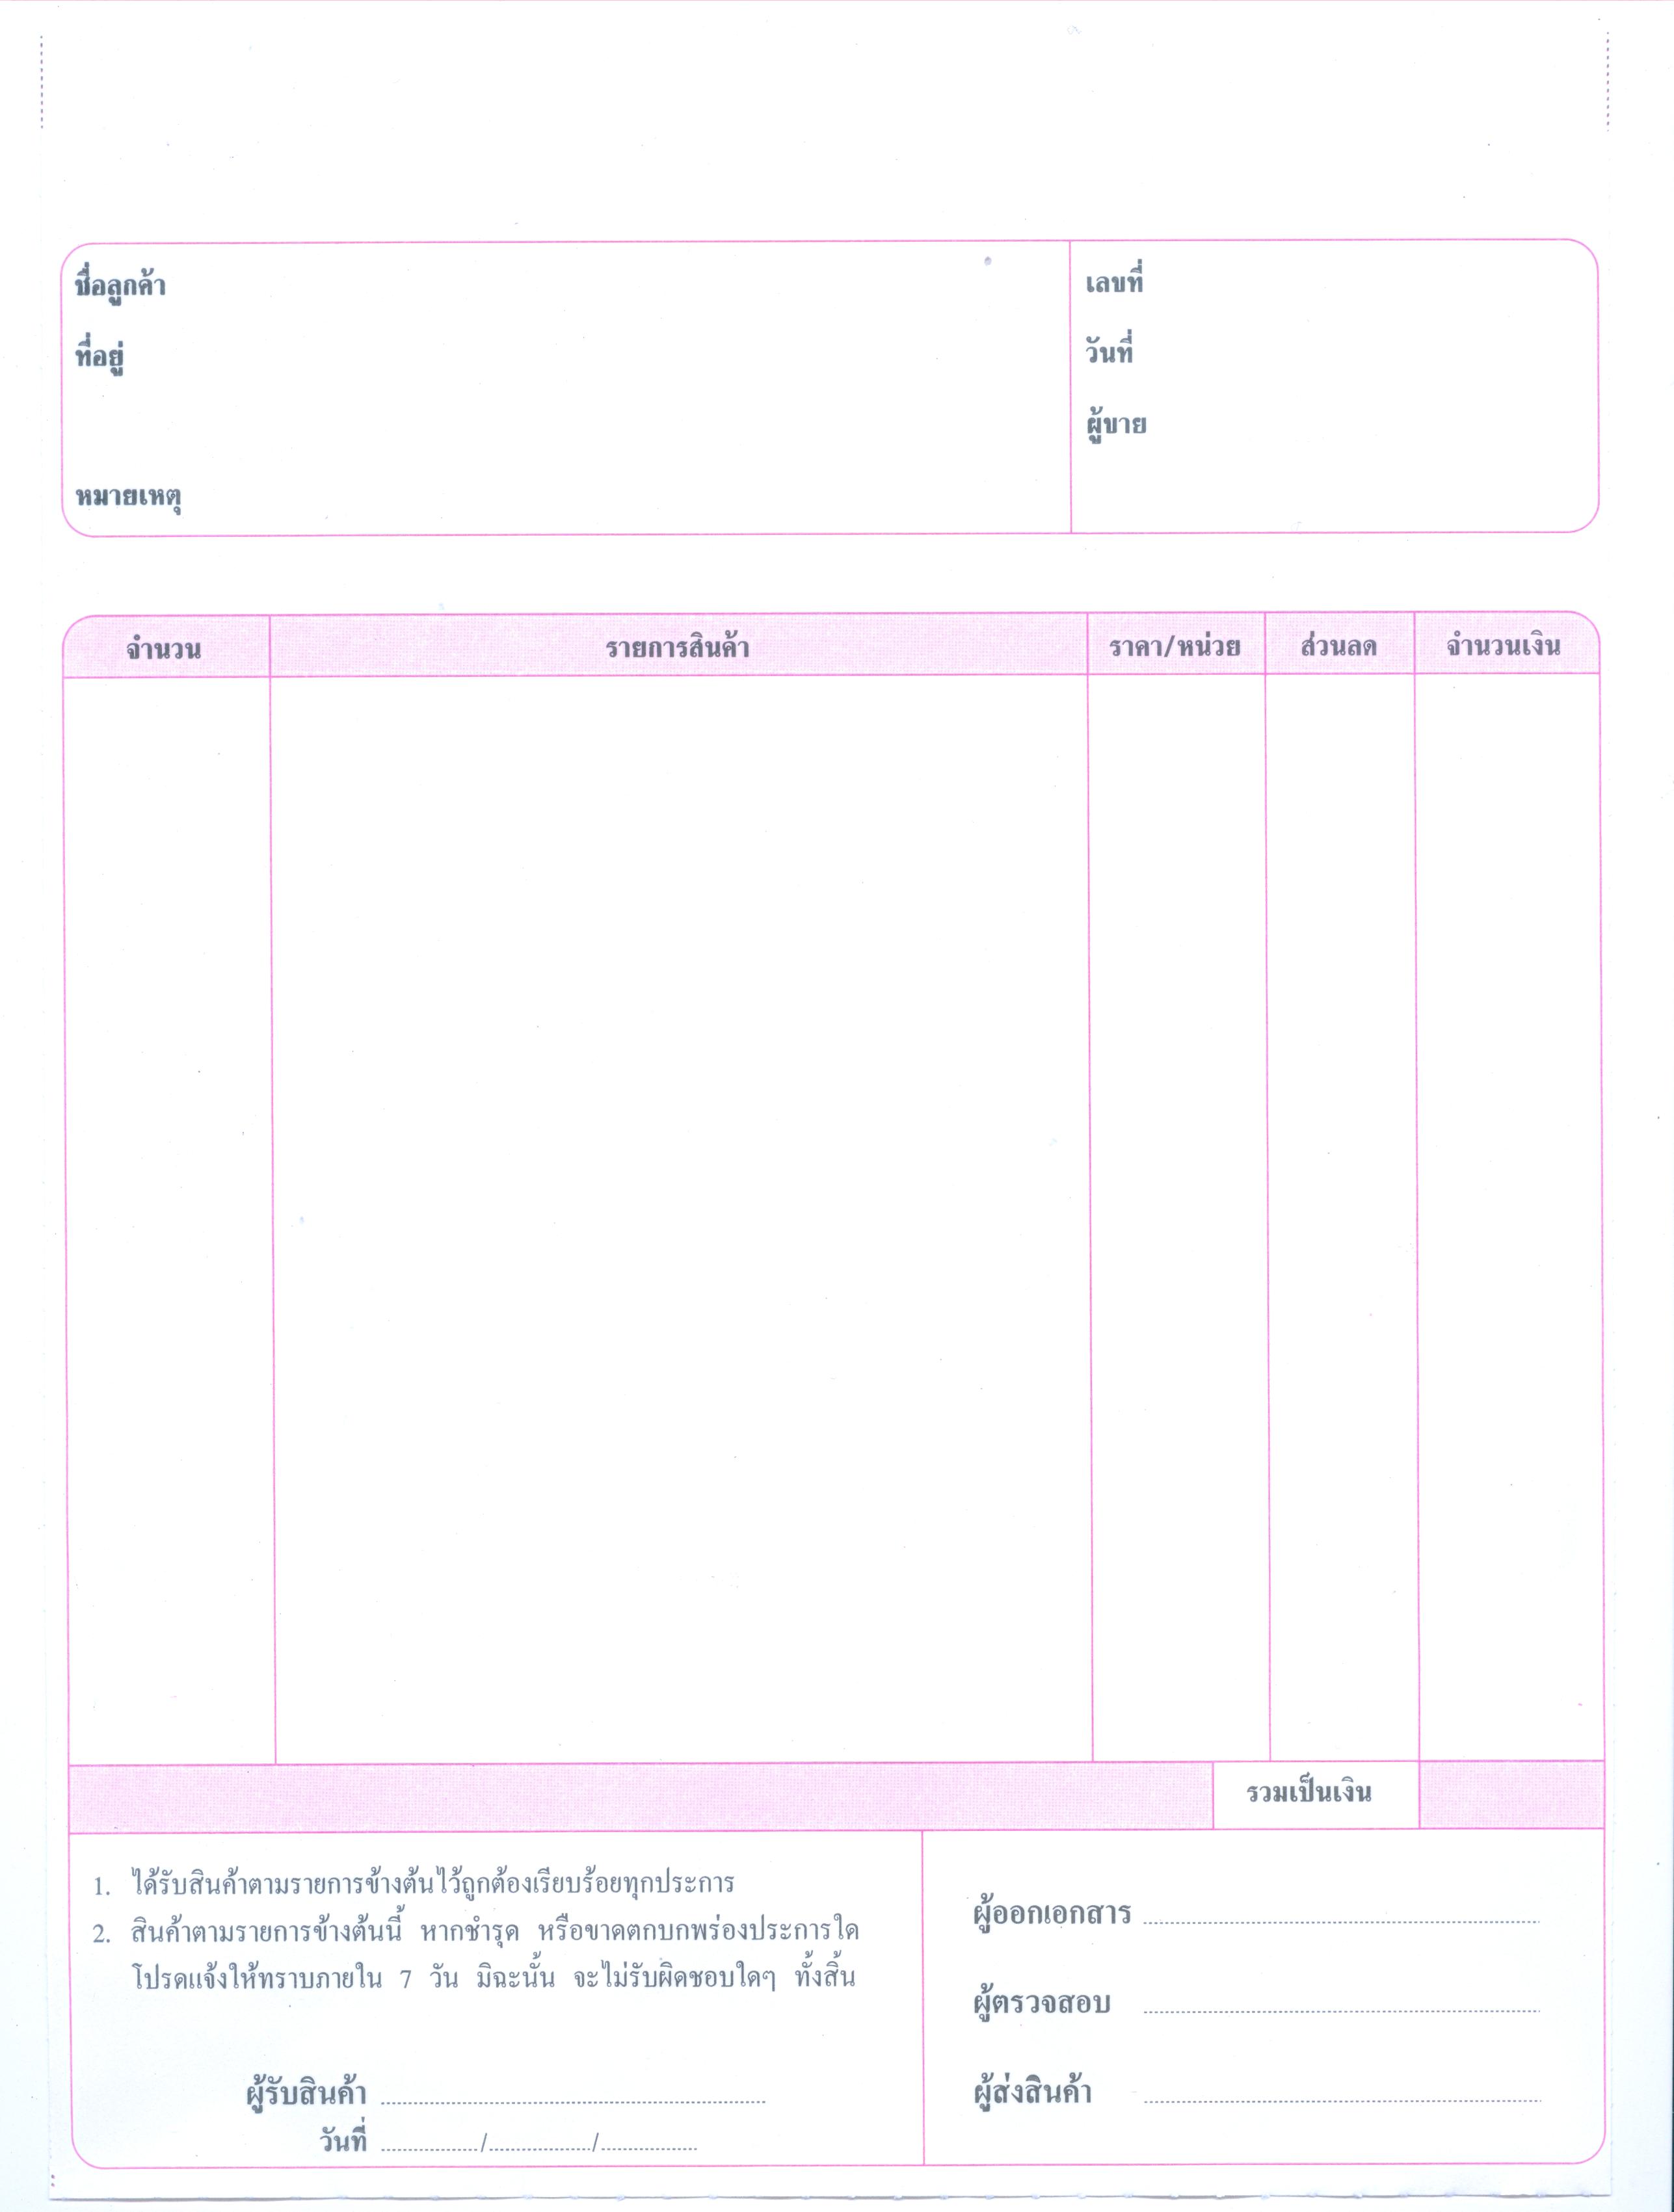 ชื่อลูกค้า
เลขที่
ที่อยู่
วันที่
ผู้ขาย
หมายเหตุ
จำนวน รายการสินค้า ราคา/หน่วย ส่วนลด จำนวนเงิน
รวมเป็นเงิน
1. ได้รับสินค้าตามรายการข้างต้นไว้ถูกต้องเรียบร้อยทุกประการ
2. สินค้าตามรายการข้างต้นนี้ หากชำรุด หรือขาดตกบกพร่องประการใด
โปรดแจ้งให้ทราบภายใน 7 วัน มิฉะนั้น จะไม่รับผิดชอบใดๆ ทั้งสิ้น
ผู้รับสินค้า
วันที่ / /
ผู้ออกเอกสาร
ผู้ตรวจสอบ
ผู้ส่งสินค้า